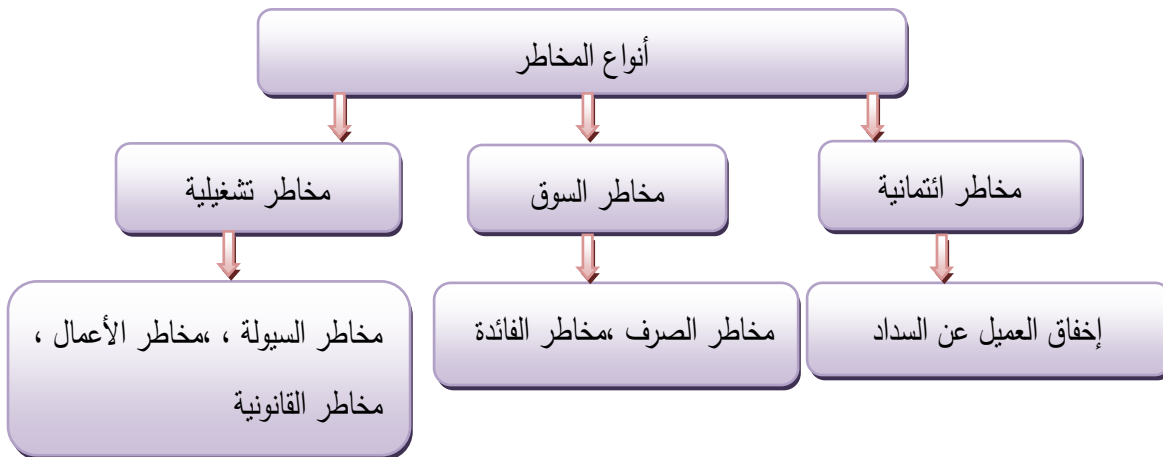 أنواع المخاطر
مخاطر ائتمانية
مخاطر السوق
مخاطر تشغيلية
إخفاق العميل عن السداد
مخاطر الصرف ،مخاطر الفائدة
مخاطر السيولة ، ،مخاطر الأعمال ،
مخاطر القانونية